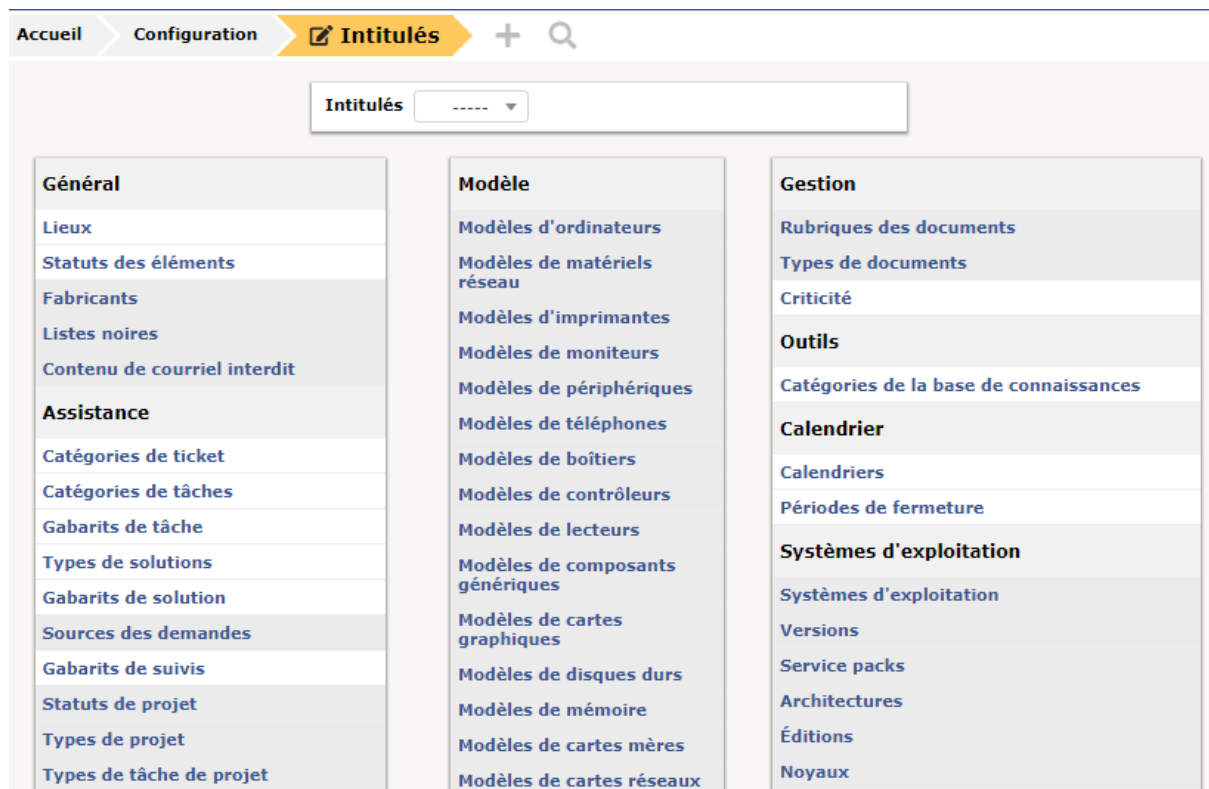 Accueil Configuration Intitulés
Intitulés -----
Général
Lieux
Statuts des éléments
Fabricants
Listes noires
Contenu de courriel interdit
Assistance
Catégories de ticket
Catégories de tâches
Gabarits de tâche
Types de solutions
Gabarits de solution
Sources des demandes
Gabarits de suivis
Statuts de projet
Types de projet
Types de tâche de projet
Modèle
Modèles d'ordinateurs
Modèles de matériels
réseau
Modèles d'imprimantes
Modèles de moniteurs
Modèles de périphériques
Modèles de téléphones
Modèles de boîtiers
Modèles de contrôleurs
Modèles de lecteurs
Modèles de composants
génériques
Modèles de cartes
graphiques
Modèles de disques durs
Modèles de mémoire
Modèles de cartes mères
Modèles de cartes réseaux
Gestion
Rubriques des documents
Types de documents
Criticité
Outils
Catégories de la base de connaissances
Calendrier
Calendriers
Périodes de fermeture
Systèmes d'exploitation
Systèmes d'exploitation
Versions
Service packs
Architectures
Éditions
Noyaux